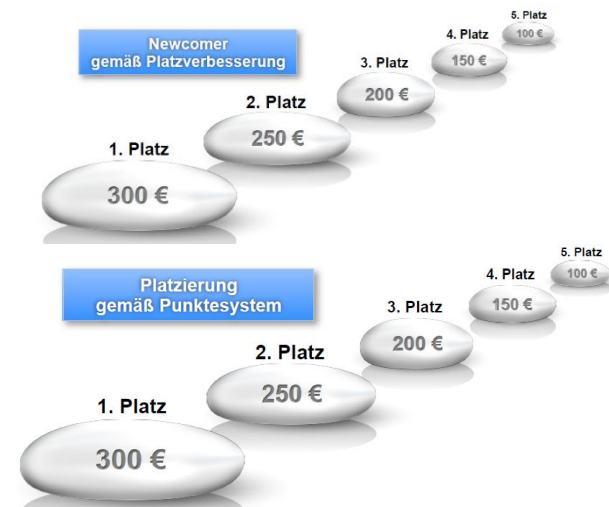 Newcomer
gemäß Platzverbesserung
1. Platz
300 €
2. Platz
250 €
3. Platz
200 €
4. Platz
150 €
5. Platz
100 €
Platzierung
gemäß Punktesystem
1. Platz
300 €
2. Platz
250 €
3. Platz
200 €
4. Platz
150 €
5. Platz
100 €